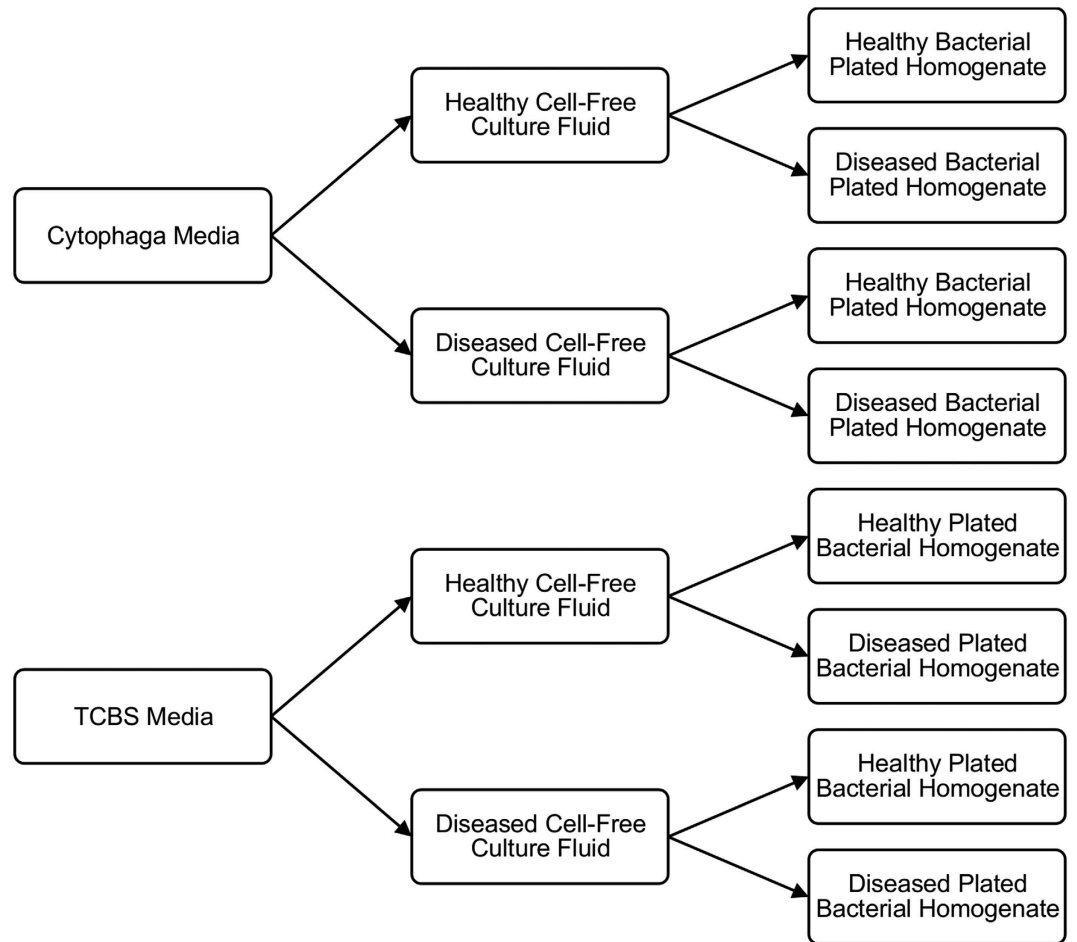 Healthy Bacterial
Plated Homogenate
Healthy Cell-Free
Culture Fluid
Diseased Bacterial
Plated Homogenate
Cytophaga Media
Healthy Bacterial
Plated Homogenate
Diseased Cell-Free
Culture Fluid
Diseased Bacterial
Plated Homogenate
Healthy Plated
Bacterial Homogenate
Healthy Cell-Free
Culture Fluid
Diseased Plated
Bacterial Homogenate
TCBS Media
Healthy Plated
Bacterial Homogenate
Diseased Cell-Free
Culture Fluid
Diseased Plated
Bacterial Homogenate